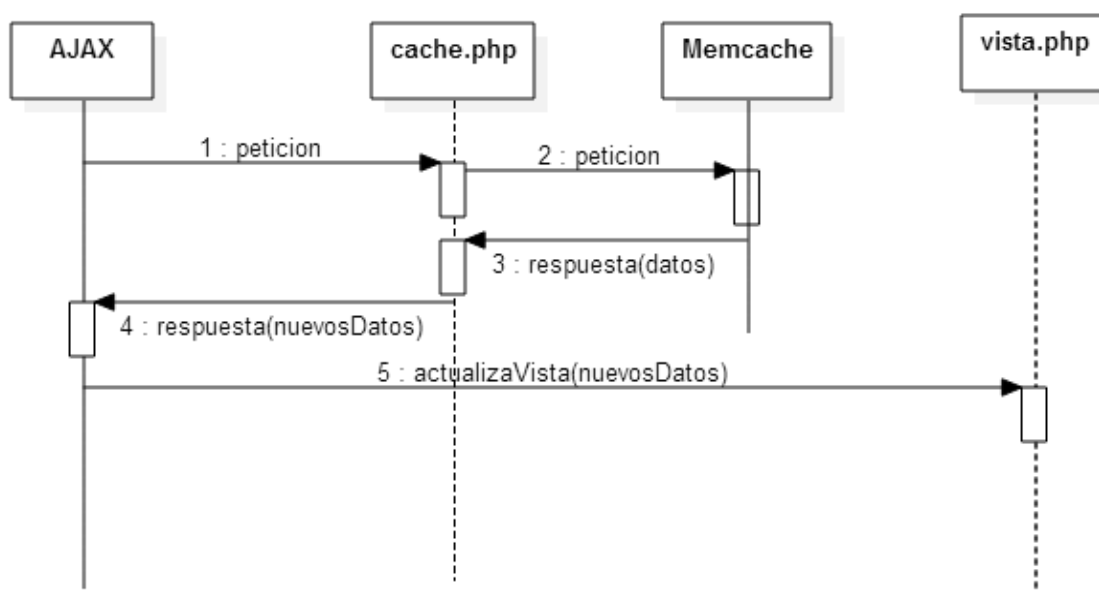 AJAX
cache.php
Memcache
vista.php
1 : peticion
2 : peticion
3 : respuesta(datos)
4 : respuesta(nuevosDatos)
5 : actualizaVista(nuevosDatos)